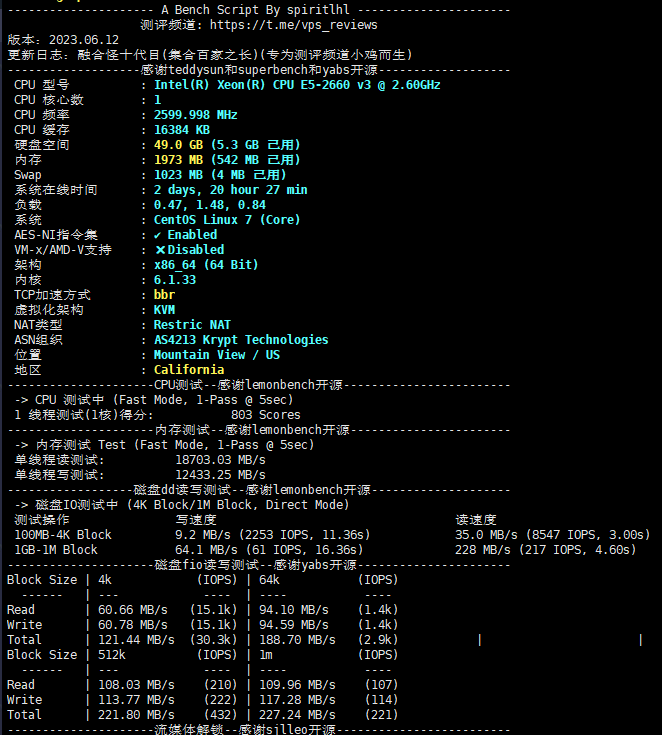 --------------------- A Bench Script By spiritlhl ---------------------
测评频道: https://t.me/vps_reviews
版本：2023.06.12
更新日志：融合怪十代目(集合百家之长)(专为测评频道小鸡而生)
---------------------感谢teddysun和superbench和yabs开源---------------------
CPU 型号 : Intel(R) Xeon(R) CPU E5-2660 v3 @ 2.60GHz
CPU 核心数 : 1
CPU 频率 : 2599.998 MHz
CPU 缓存 : 16384 KB
硬盘空间 : 49.0 GB (5.3 GB 己用)
内存 : 1973 MB (542 MB 己用)
Swap : 1023 MB (4 MB 己用)
系统在线时间 : 2 days, 20 hour 27 min
负载 : 0.47, 1.48, 0.84
系统 : CentOS Linux 7 (Core)
AES-NI指令集 : ✔ Enabled
VM-x/AMD-V支持 : ❌ Disabled
架构 : x86_64 (64 Bit)
内核 : 6.1.33
TCP加速方式 : bbr
虚拟化架构 : KVM
NAT类型 : Restric NAT
ASN组织 : AS4213 Krypt Technologies
位置 : Mountain View / US
地区 : California
---------------------CPU测试--感谢lemonbench开源------------------------
-> CPU 测试中 (Fast Mode, 1-Pass @ 5sec)
1 线程测试(1核)得分: 803 Scores
---------------------内存测试--感谢lemonbench开源-----------------------
-> 内存测试 Test (Fast Mode, 1-Pass @ 5sec)
单线程读测试: 18703.03 MB/s
单线程写测试: 12433.25 MB/s
------------------磁盘dd读写测试--感谢lemonbench开源--------------------
-> 磁盘IO测试中 (4K Block/1M Block, Direct Mode)
测试操作 写速度 读速度
100MB-4K Block 9.2 MB/s (2253 IOPS, 11.36s) 35.0 MB/s (8547 IOPS, 3.00s)
1GB-1M Block 64.1 MB/s (61 IOPS, 16.36s) 228 MB/s (217 IOPS, 4.60s)
---------------------磁盘fio读写测试--感谢yabs开源----------------------
Block Size | 4k (IOPS) | 64k (IOPS)
------ | --- ---- | ---- ----
Read | 60.66 MB/s (15.1k) | 94.10 MB/s (1.4k)
Write | 60.78 MB/s (15.1k) | 94.59 MB/s (1.4k)
Total | 121.44 MB/s (30.3k) | 188.70 MB/s (2.9k) | |
Block Size | 512k (IOPS) | 1m (IOPS)
------ | --- ---- | ---- ----
Read | 108.03 MB/s (210) | 109.96 MB/s (107)
Write | 113.77 MB/s (222) | 117.28 MB/s (114)
Total | 221.80 MB/s (432) | 227.24 MB/s (221)
---------------------流媒体解锁--感谢sjlleo开源-------------------------